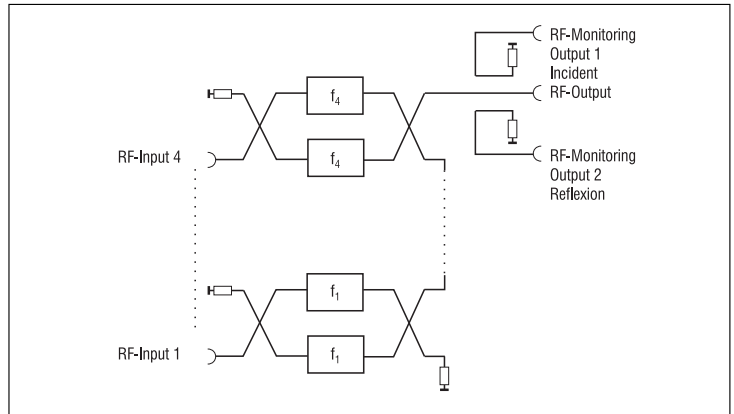 RF-Monitoring
Output 1
Incident
RF-Output
f4
f4
RF-Input 4
RF-Monitoring
Output 2
Reflexion
f1
f1
RF-Input 1